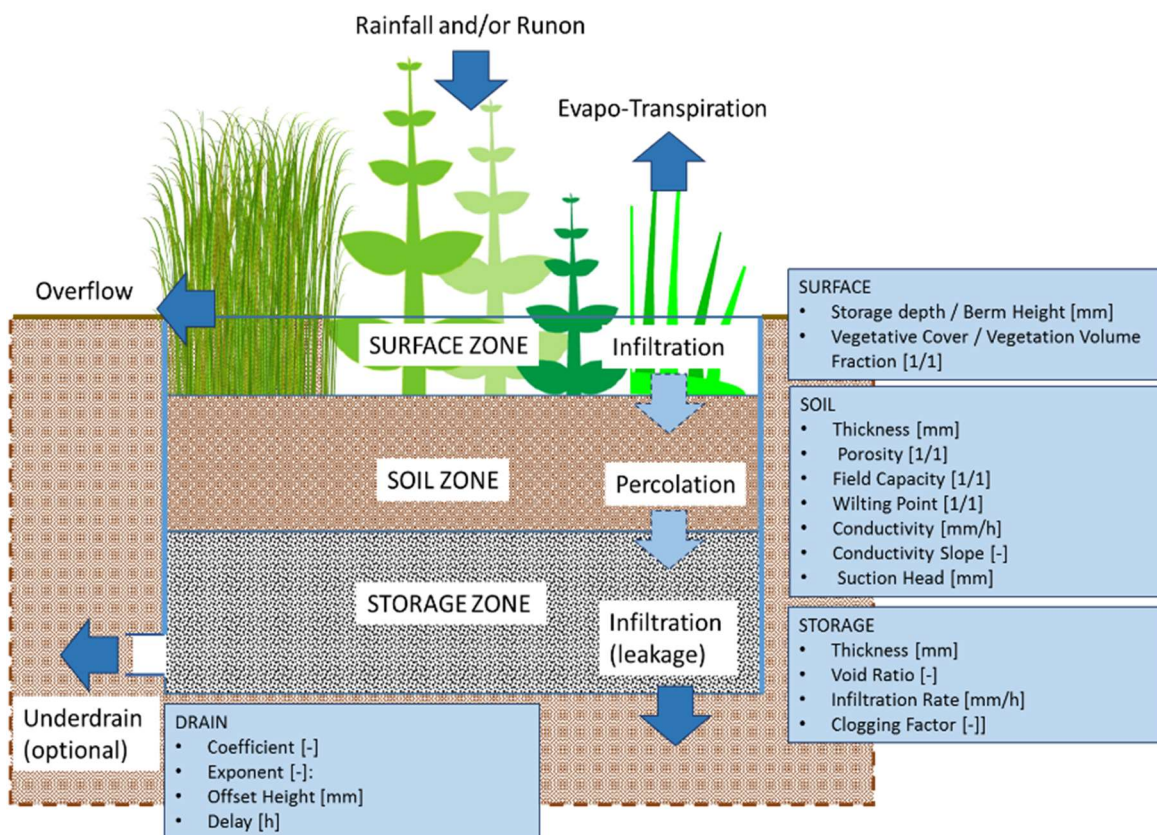 Rainfall and/or Runon
Evapo-Transpiration
Overflow
SURFACE ZONE
Infiltration
SOIL ZONE
Percolation
STORAGE ZONE
Infiltration
(leakage)
Underdrain
(optional)
SURFACE
• Storage depth / Berm Height [mm]
• Vegetative Cover / Vegetation Volume
Fraction [1/1]
SOIL
• Thickness [mm]
• Porosity [1/1]
• Field Capacity [1/1]
• Wilting Point [1/1]
• Conductivity [mm/h]
• Conductivity Slope [-]
• Suction Head [mm]
STORAGE
• Thickness [mm]
• Void Ratio [-]
• Infiltration Rate [mm/h]
• Clogging Factor [-]]
DRAIN
• Coefficient [-]
• Exponent [-]:
• Offset Height [mm]
• Delay [h]